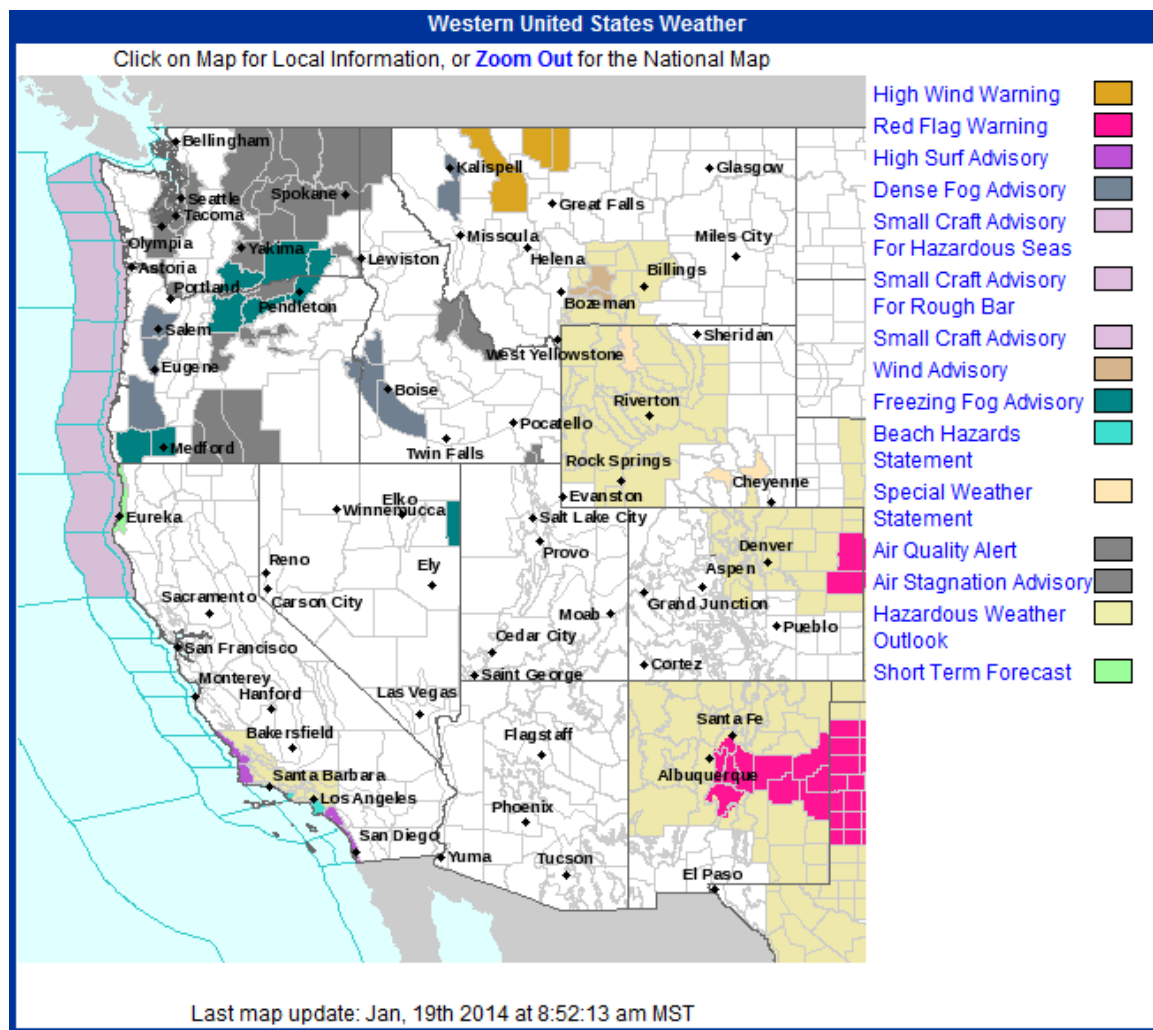 Western United States Weather
Click on Map for Local Information, or Zoom Out for the National Map
High Wind Warning
Red Flag Warning
High Surf Advisory
Dense Fog Advisory
Small Craft Advisory
For Hazardous Seas
Small Craft Advisory
For Rough Bar
Small Craft Advisory
Wind Advisory
Freezing Fog Advisory
Beach Hazards
Statement
Special Weather
Statement
Air Quality Alert
Air Stagnation Advisory
Hazardous Weather
Outlook
Short Term Forecast
Bellingham
Kalispell
Glasgow
Seattle
Spokane
Tacoma
Great Falls
Olympia
Yakima
Missoula
Miles City
Helena
Lewiston
Astoria
Billings
Portland
Pendleton
Bozeman
Salem
Sheridan
West Yellowstone
Eugene
Boise
Riverton
Pocatello
Medford
Twin Falls
Rock Springs
Cheyenne
Evanston
Elko
Winnemucca
Eureka
Salt Lake City
Provo
Denver
Reno
Ely
Aspen
Sacramento
Carson City
Grand Junction
Moab
Pueblo
Cedar City
San Francisco
Cortez
Saint George
Monterey
Hanford
Las Vegas
Santa Fe
Bakersfield
Flagstaff
Albuquerque
Santa Barbara
Los Angeles
Phoenix
San Diego
Yuma
Tucson
El Paso
Last map update: Jan, 19th 2014 at 8:52:13 am MST